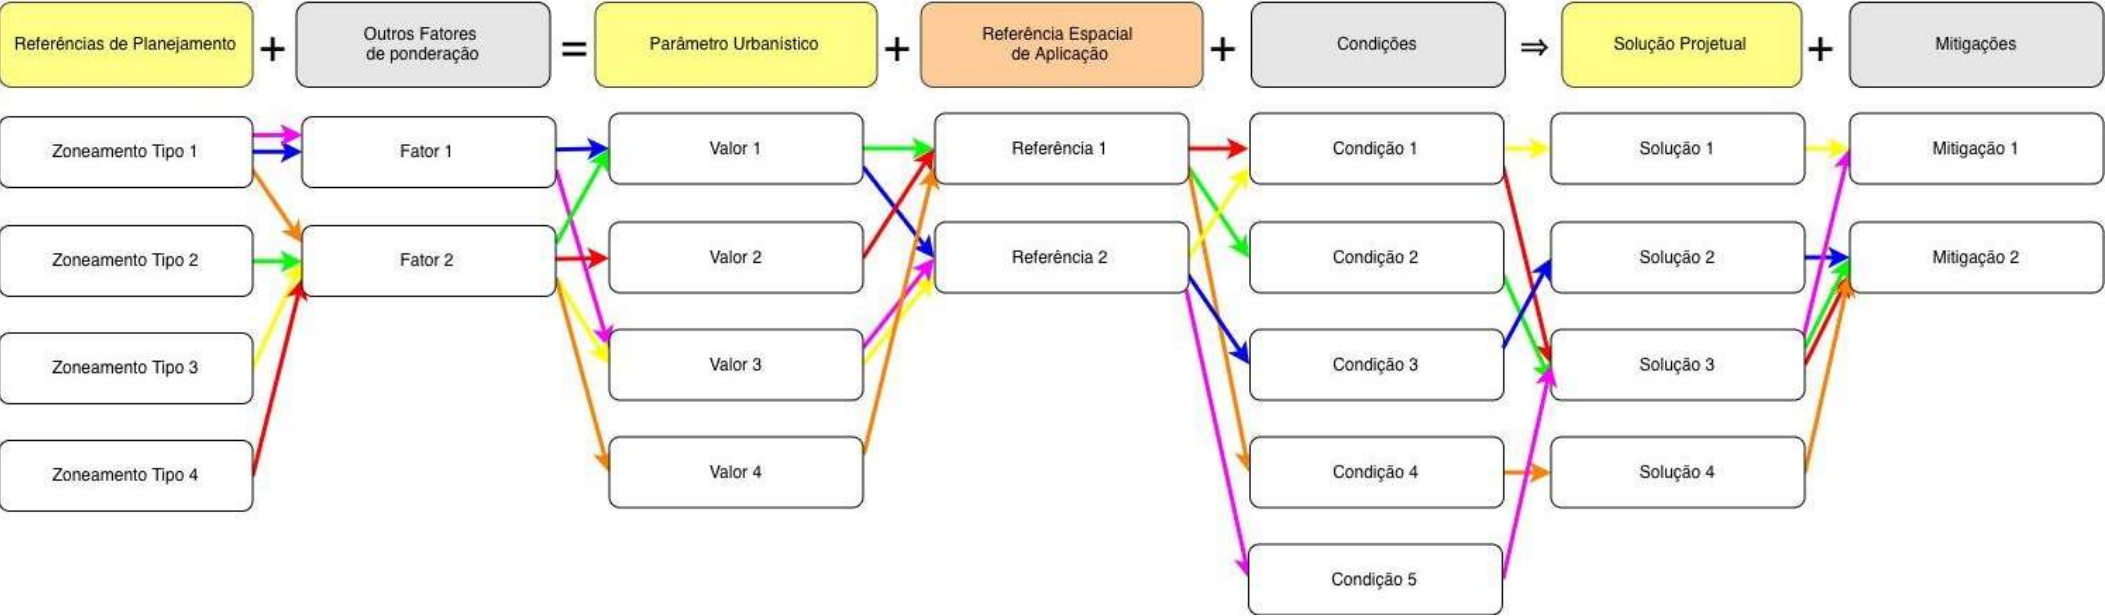 Referências de Planejamento
+
Outros Fatores
de ponderação
=
Parâmetro Urbanístico
+
Referência Espacial
de Aplicação
+
Condições
⇒
Solução Projetual
+
Mitigações
Zoneamento Tipo 1
Fator 1
Valor 1
Referência 1
Condição 1
Solução 1
Mitigação 1
Zoneamento Tipo 2
Fator 2
Valor 2
Referência 2
Condição 2
Solução 2
Mitigação 2
Zoneamento Tipo 3
Valor 3
Condição 3
Solução 3
Zoneamento Tipo 4
Valor 4
Condição 4
Solução 4
Condição 5